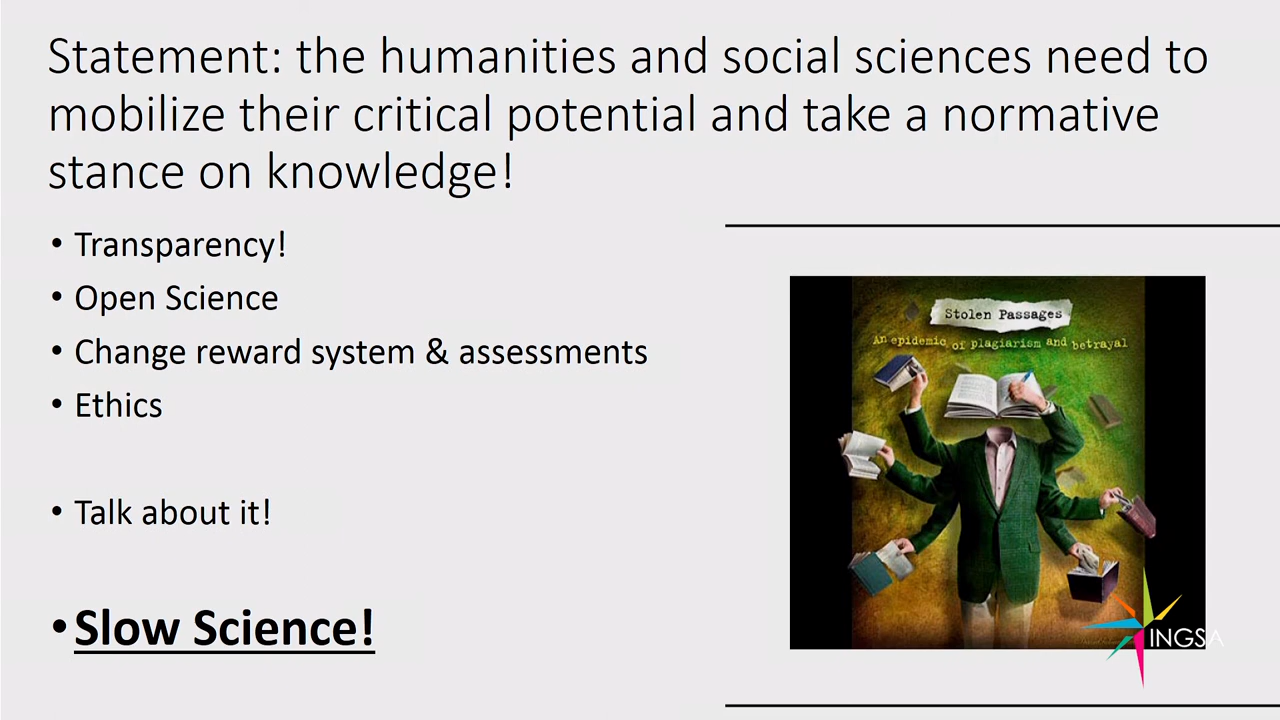 Statement: the humanities and social sciences need to
mobilize their critical potential and take a normative
stance on knowledge!
• Transparency!
• Open Science
• Change reward system & assessments
• Ethics
• Talk about it!
• Slow Science!
Stolen Passages
An epidemic of plagiarism and betrayal
INGSA